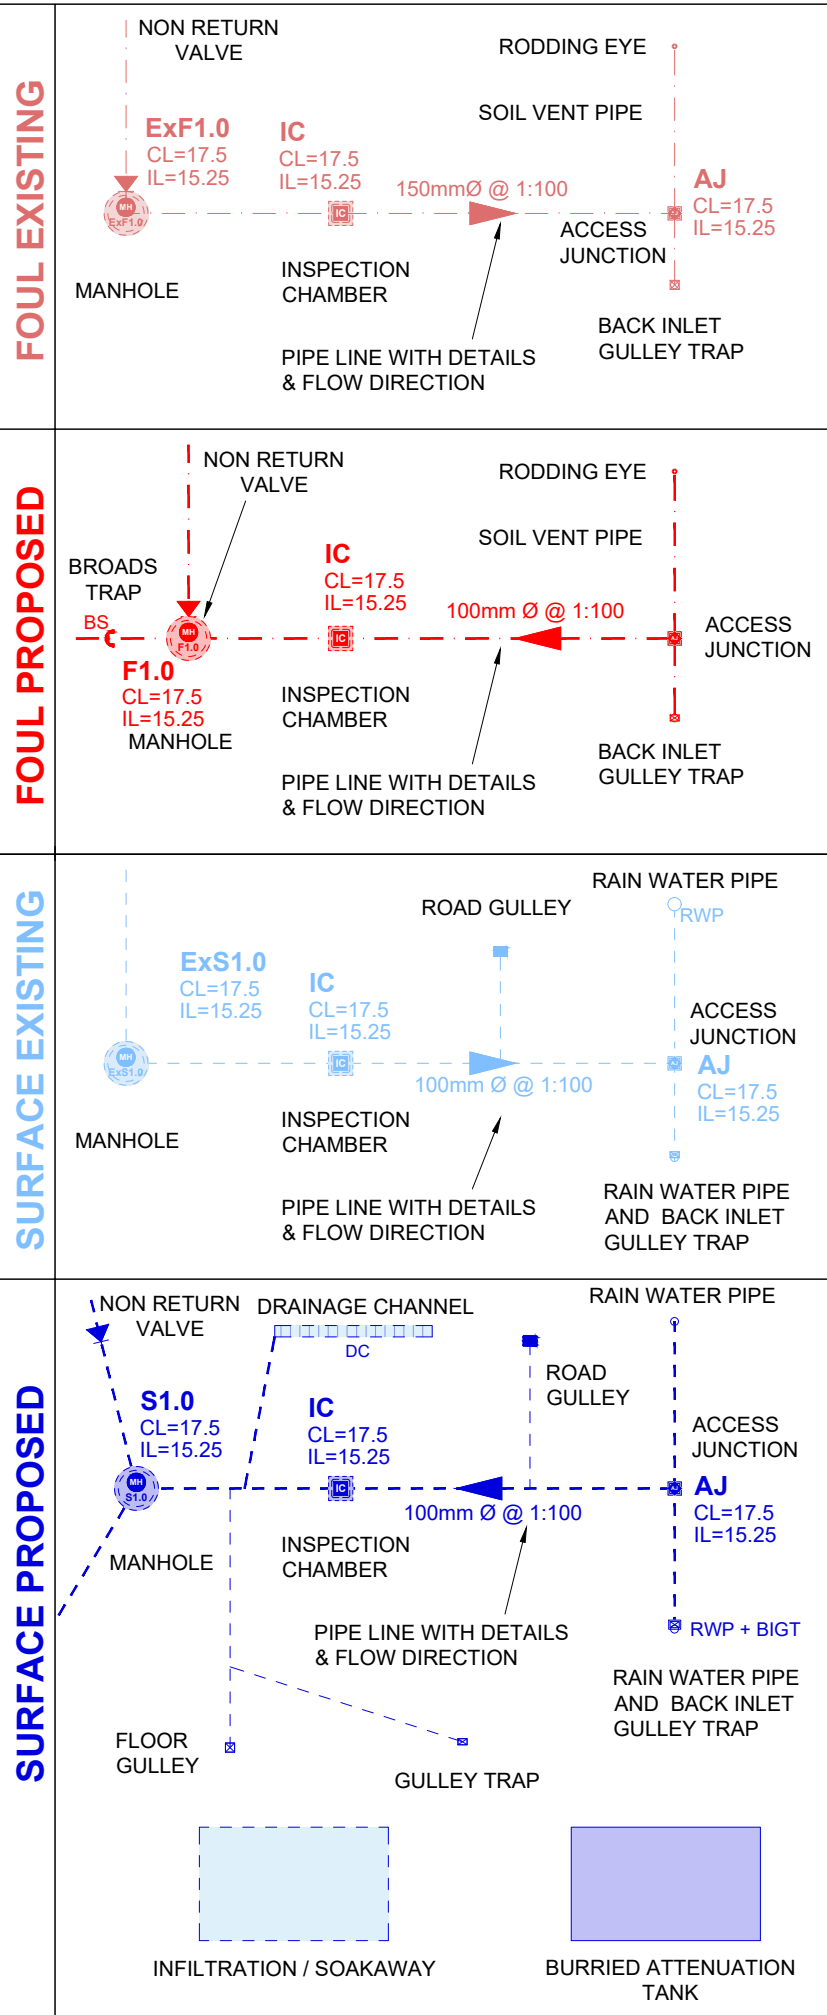 FOUL EXISTING
NON RETURN
VALVE
RODDING EYE
SOIL VENT PIPE
ExF1.0
CL=17.5
IL=15.25
IC
CL=17.5
IL=15.25
150mmØ @ 1:100
AJ
CL=17.5
IL=15.25
MH
ExF1.0
IC
AJ
ACCESS
JUNCTION
MANHOLE
INSPECTION
CHAMBER
BACK INLET
GULLEY TRAP
PIPE LINE WITH DETAILS
& FLOW DIRECTION
FOUL PROPOSED
NON RETURN
VALVE
RODDING EYE
SOIL VENT PIPE
BROADS
TRAP
BS
IC
CL=17.5
IL=15.25
100mm Ø @ 1:100
ACCESS
JUNCTION
MH
F1.0
IC
AJ
F1.0
CL=17.5
IL=15.25
MANHOLE
INSPECTION
CHAMBER
BACK INLET
GULLEY TRAP
PIPE LINE WITH DETAILS
& FLOW DIRECTION
SURFACE EXISTING
RAIN WATER PIPE
RWP
ROAD GULLEY
ExS1.0
CL=17.5
IL=15.25
IC
CL=17.5
IL=15.25
ACCESS
JUNCTION
MH
ExS1.0
IC
AJ
100mm Ø @ 1:100
AJ
CL=17.5
IL=15.25
MANHOLE
INSPECTION
CHAMBER
PIPE LINE WITH DETAILS
& FLOW DIRECTION
RAIN WATER PIPE
AND BACK INLET
GULLEY TRAP
SURFACE PROPOSED
NON RETURN
VALVE
DRAINAGE CHANNEL
DC
RAIN WATER PIPE
ROAD
GULLEY
S1.0
CL=17.5
IL=15.25
IC
CL=17.5
IL=15.25
ACCESS
JUNCTION
MH
S1.0
IC
AJ
100mm Ø @ 1:100
AJ
CL=17.5
IL=15.25
MANHOLE
INSPECTION
CHAMBER
PIPE LINE WITH DETAILS
& FLOW DIRECTION
RWP + BIGT
RAIN WATER PIPE
AND BACK INLET
GULLEY TRAP
FLOOR
GULLEY
GULLEY TRAP
INFILTRATION / SOAKAWAY
BURRIED ATTENUATION
TANK